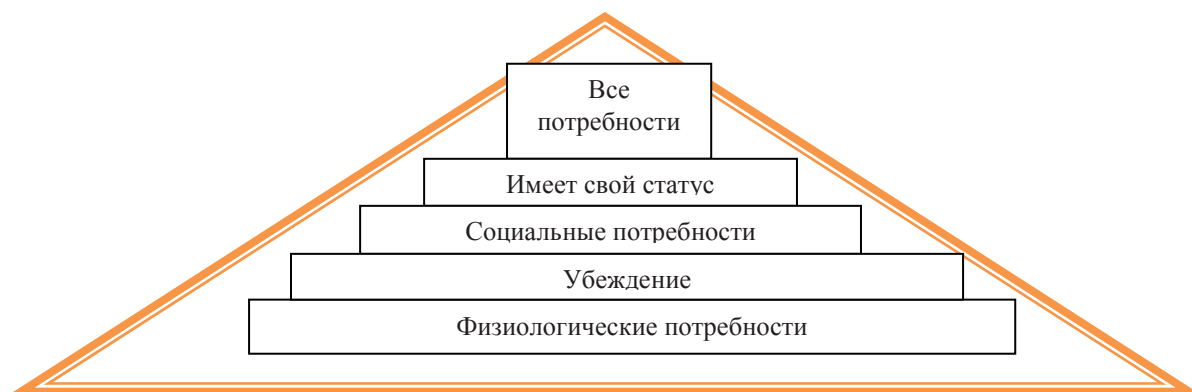 Все
потребности
Имеет свой статус
Социальные потребности
Убеждение
Физиологические потребности